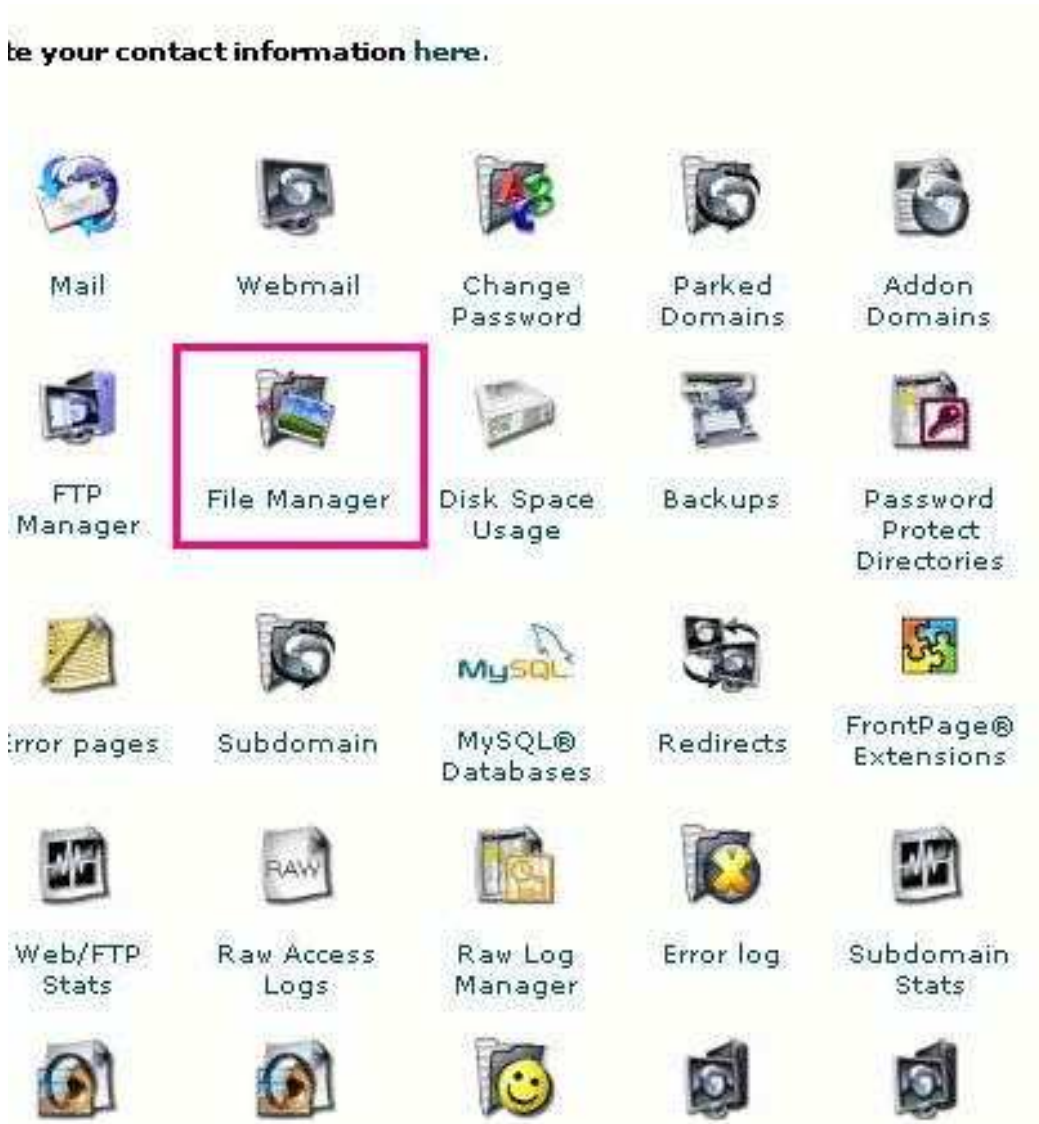 te your contact information here.
Mail
Webmail
Change
Password
Parked
Domains
Addon
Domains
FTP
Manager
File Manager
Disk Space
Usage
Backups
Password
Protect
Directories
MySQL
rror pages
Subdomain
MySQL®
Databases
Redirects
FrontPage®
Extensions
RAW
Web/FTP
Stats
Raw Access
Logs
Raw Log
Manager
Error log
Subdomain
Stats